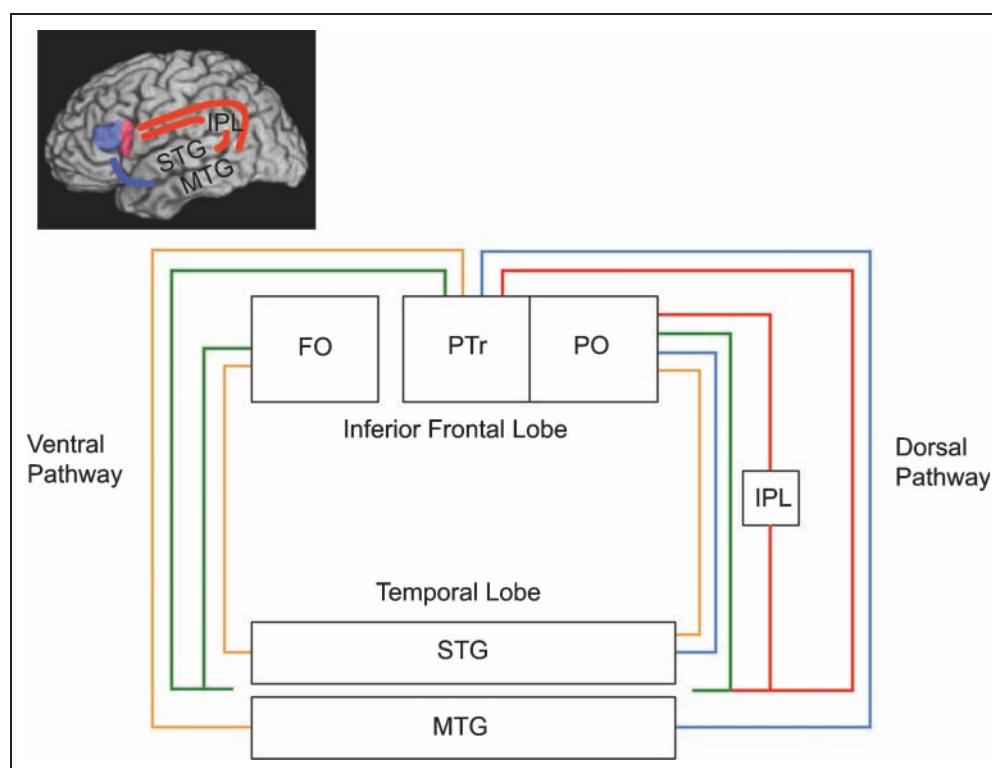 IPL
STG
MTG
FO
PTr
PO
Inferior Frontal Lobe
Ventral
Pathway
Dorsal
Pathway
IPL
Temporal Lobe
STG
MTG